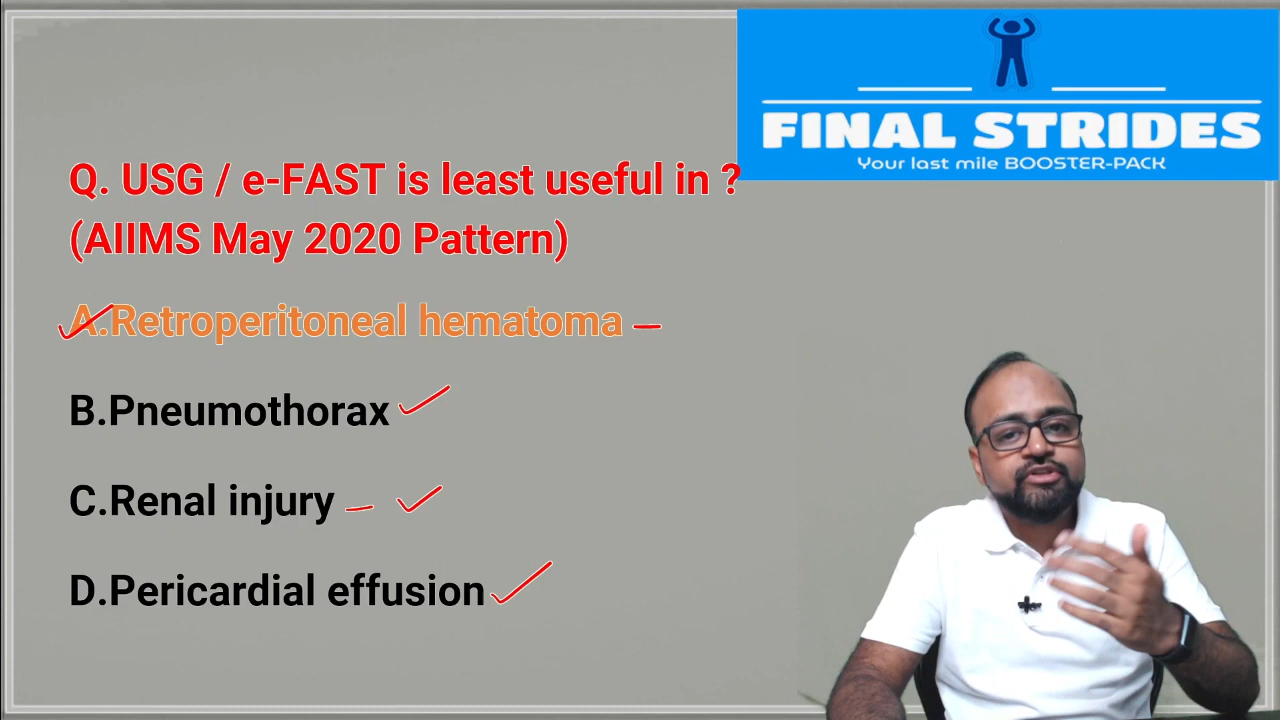 FINAL STRIDES
Your last mile BOOSTER-PACK
Q. USG / e-FAST is least useful in ?
(AIIMS May 2020 Pattern)
A.Retroperitoneal hematoma
B.Pneumothorax
C.Renal injury
D.Pericardial effusion